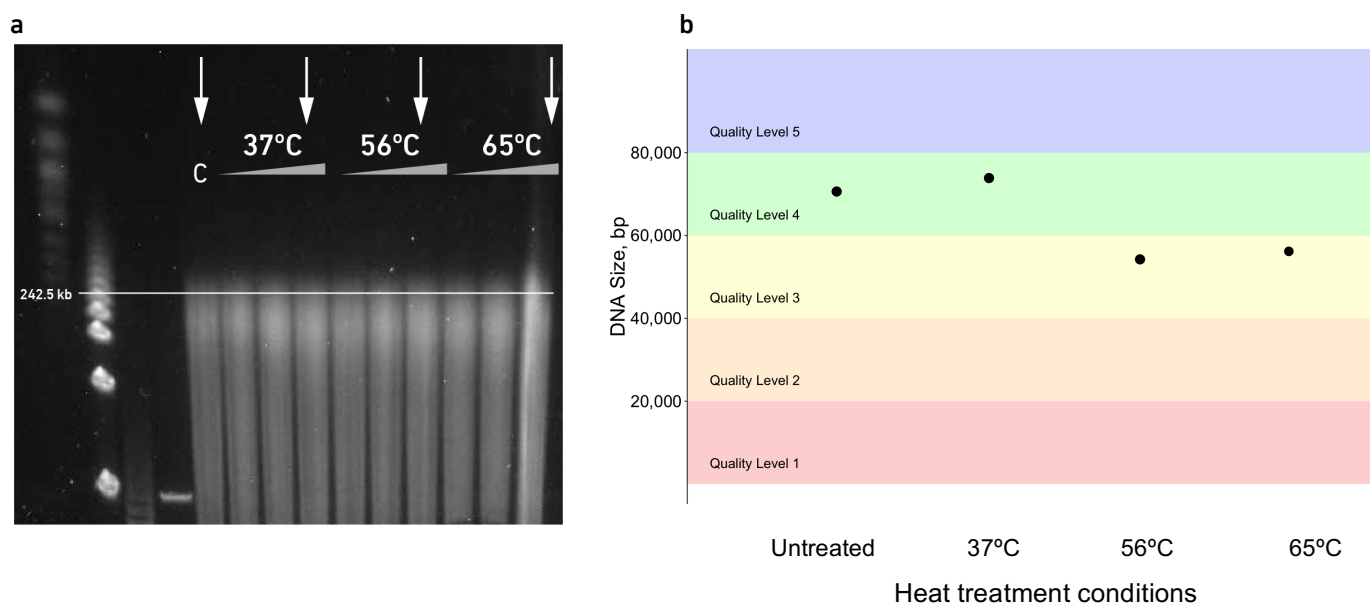 a
37ºC
56ºC
65ºC
C
242.5 kb
b
DNA Size, bp
80,000
60,000
40,000
20,000
Quality Level 5
Quality Level 4
Quality Level 3
Quality Level 2
Quality Level 1
Untreated
37ºC
56ºC
65ºC
Heat treatment conditions